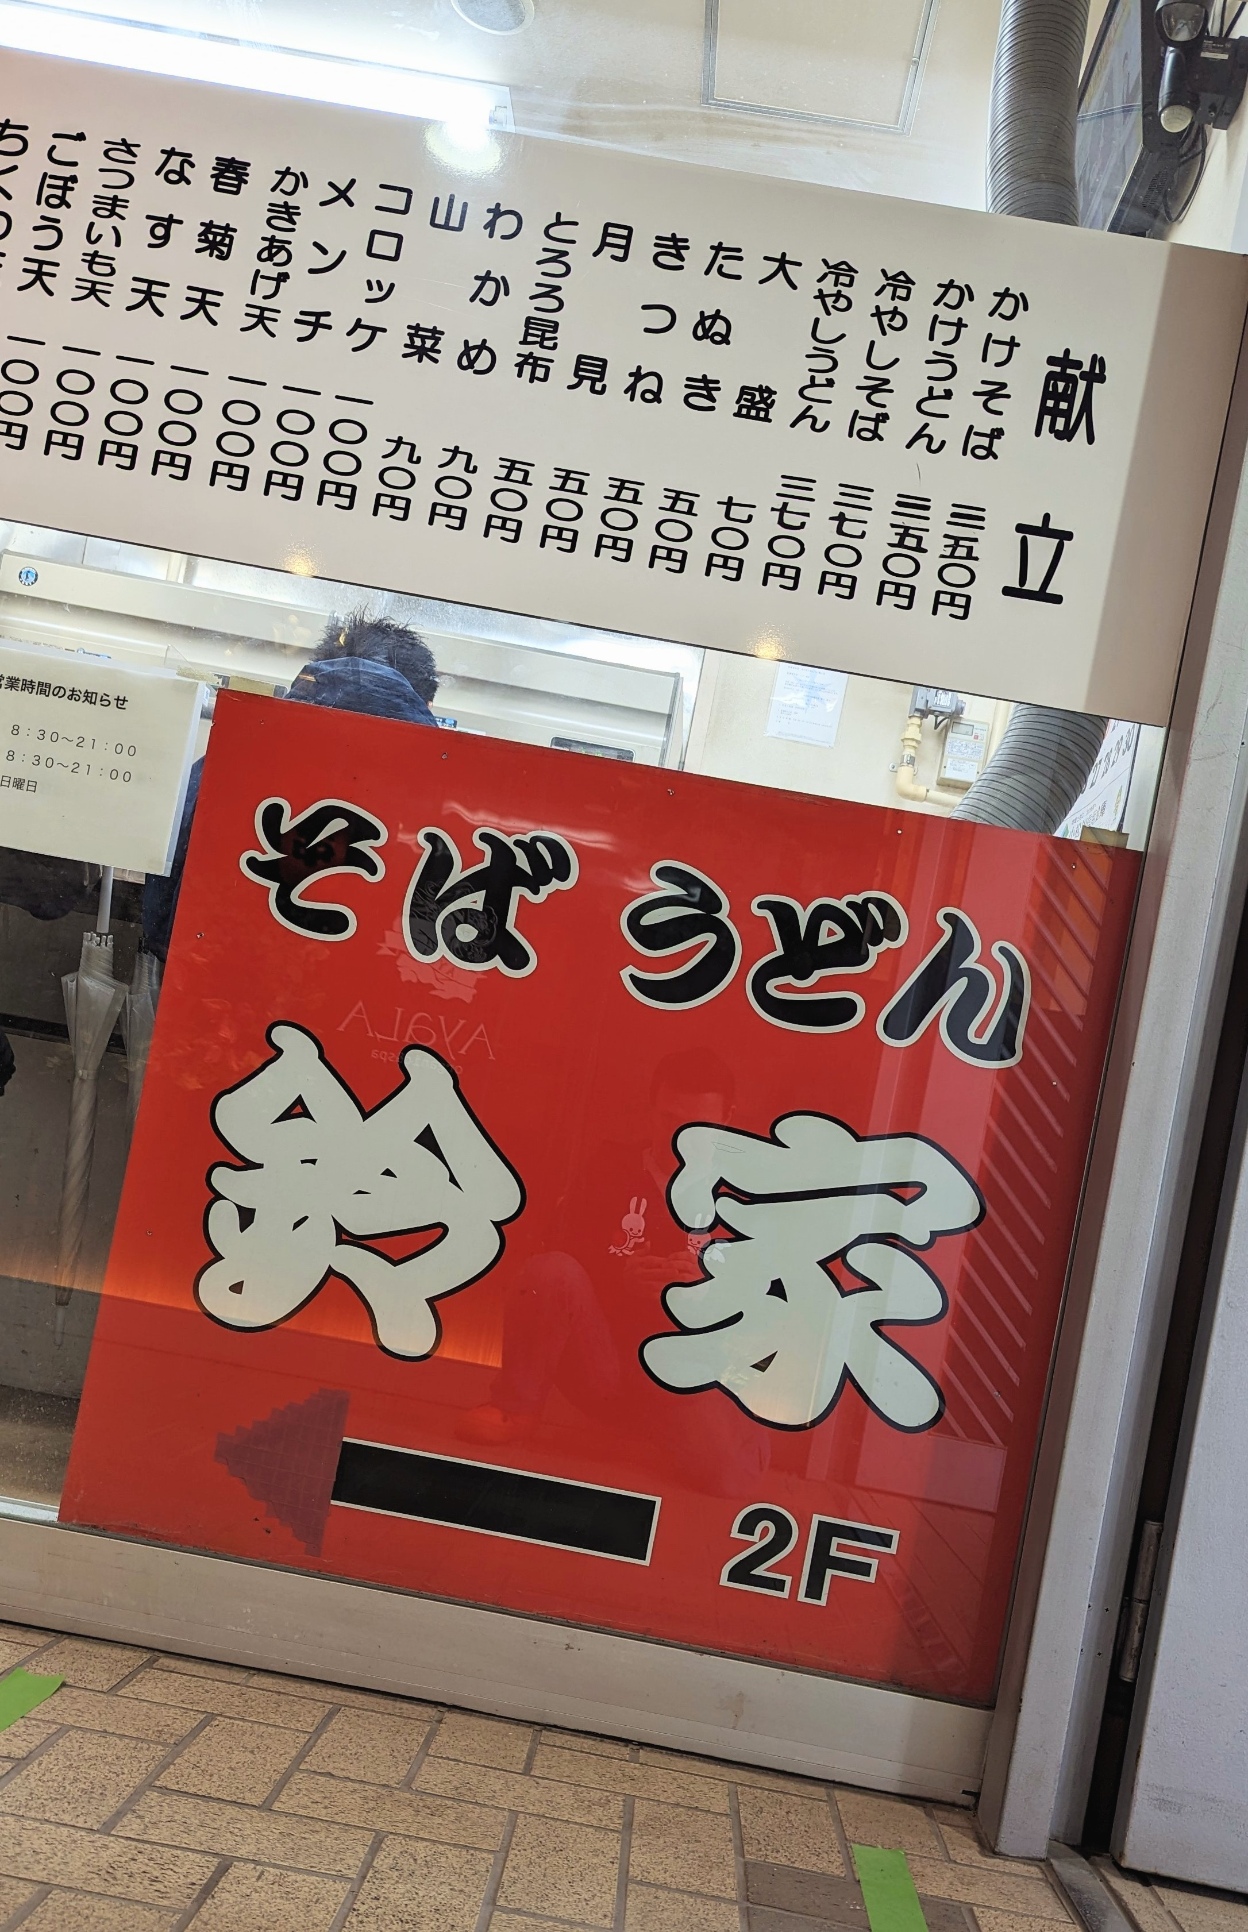 献立
かけそば 三五〇円
かけうどん 三五〇円
冷やしそば 三七〇円
冷やしうどん 三七〇円
大盛 七〇円
たぬき 五〇円
きつね 五〇円
月見 五〇円
とろろ昆布 五〇円
わかめ 九〇円
山菜 九〇円
コロッケ 一〇〇円
メンチ 一〇〇円
かきあげ天 一〇〇円
春菊天 一〇〇円
なす天 一〇〇円
さつまいも天 一〇〇円
ごぼう天 一〇〇円
営業時間のお知らせ
8:30～21:00
8:30～21:00
日曜日
そば うどん
鈴家
2F
AyaLA